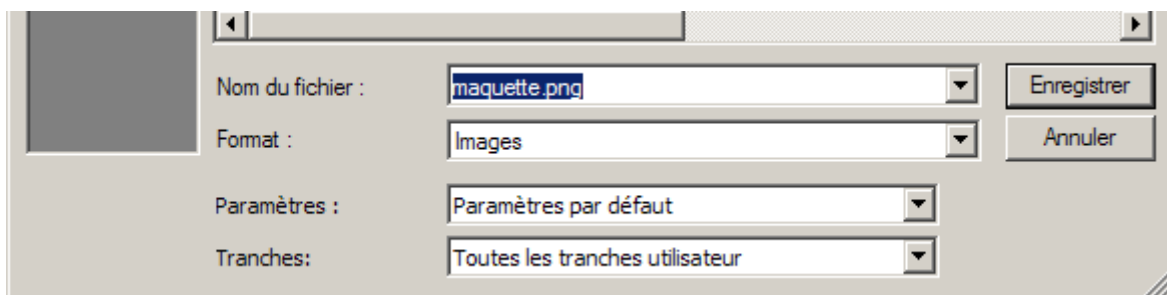 Nom du fichier : maquette.png Enregistrer
Format : Images Annuler
Paramètres : Paramètres par défaut
Tranches: Toutes les tranches utilisateur